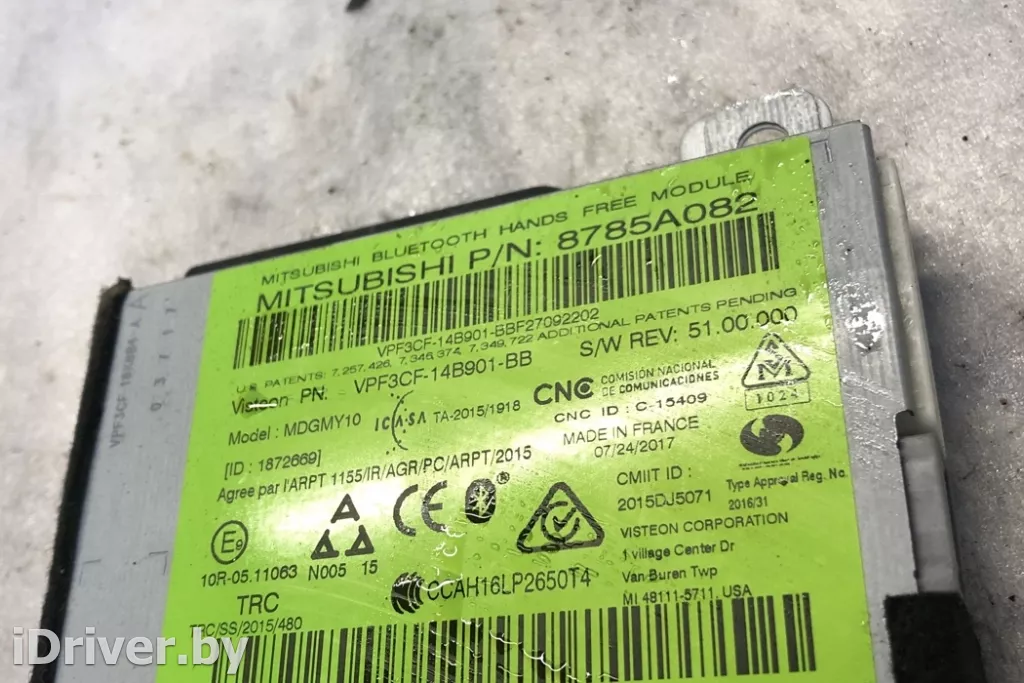 MITSUBISHI BLUETOOTH HANDS FREE MODULE
MITSUBISHI P/N: 8785A082
VPF3CF-14B901-BBF27092202
U.S. PATENTS: 7,257,426, 7,346,374, 7,349,722 ADDITIONAL PATENTS PENDING
Visteon PN. VPF3CF-14B901-BB
S/W REV: 51.00.000
Model : MDGMY10
ICASA TA-2015/1918
CNC COMISIÓN NACIONAL
DE COMUNICACIONES
CNC ID : C-15409
1024
[ID : 1872669]
MADE IN FRANCE
07/24/2017
Agree par l'ARPT 1155/IR/AGR/PC/ARPT/2015
CMIIT ID :
2015DJ5071
Type Approval Reg. No.
2016/31
CE
E9
10R-05.11063
N005 15
VISTEON CORPORATION
1 village Center Dr
Van Buren Twp
MI 48111-5711, USA
CCAH16LP2650T4
TRC
TRC/SS/2015/480
iDriver.by